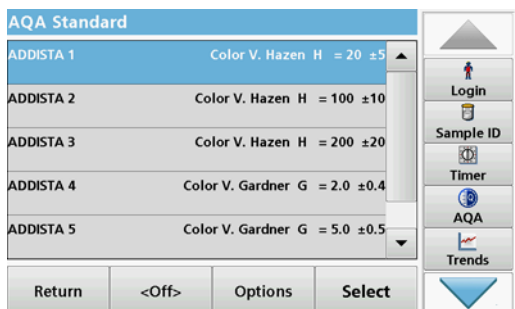 AQA Standard
ADDISTA 1 Color V. Hazen H = 20 ±5
ADDISTA 2 Color V. Hazen H = 100 ±10
ADDISTA 3 Color V. Hazen H = 200 ±20
ADDISTA 4 Color V. Gardner G = 2.0 ±0.4
ADDISTA 5 Color V. Gardner G = 5.0 ±0.5
Return <Off> Options Select
Login
Sample ID
Timer
AQA
Trends